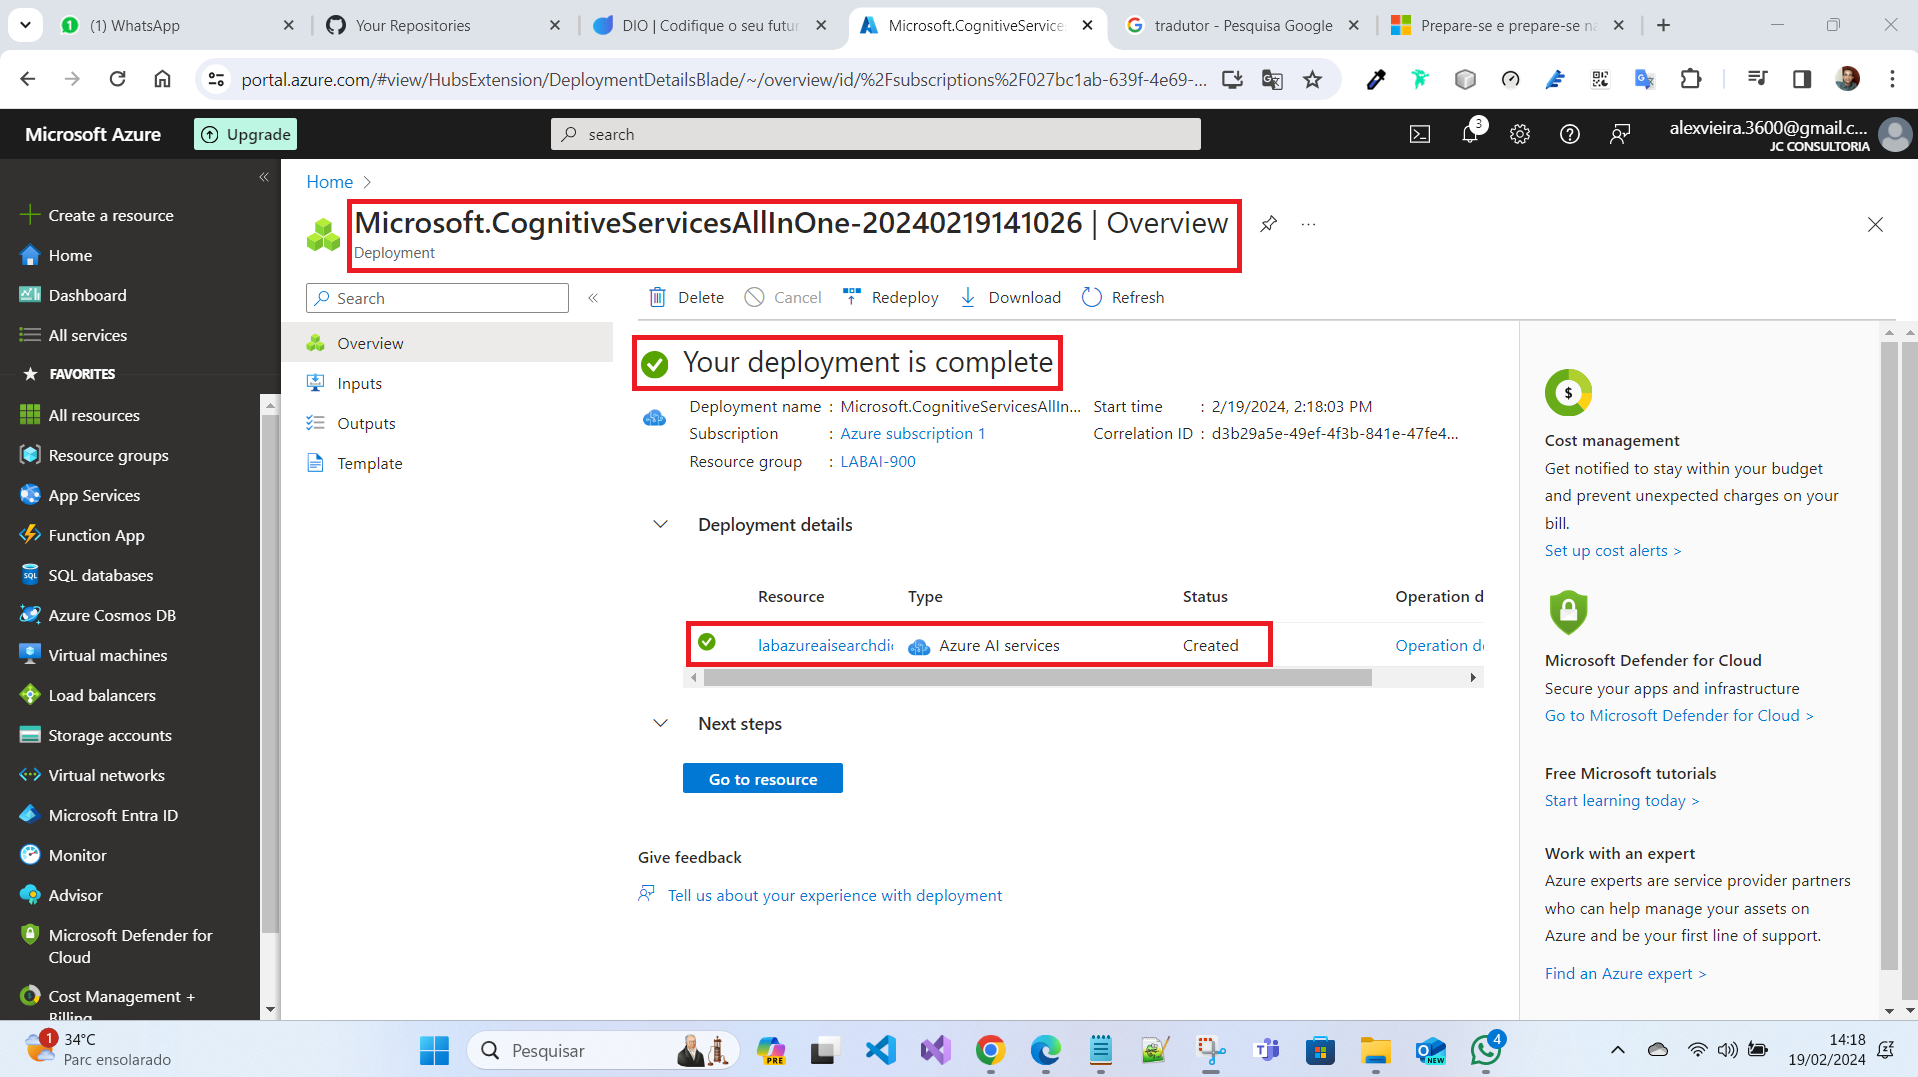 (1) WhatsApp
Your Repositories
DIO | Codifique o seu futur
Microsoft.CognitiveServices
tradutor - Pesquisa Google
Prepare-se e prepare-se na
portal.azure.com/#view/HubsExtension/DeploymentDetailsBlade/~/overview/id/%2Fsubscriptions%2F027bc1ab-639f-4e69-...
Microsoft Azure
Upgrade
search
3
alexvieira.3600@gmail.c...
JC CONSULTORIA
Create a resource
Home
Dashboard
All services
FAVORITES
All resources
Resource groups
App Services
Function App
SQL databases
Azure Cosmos DB
Virtual machines
Load balancers
Storage accounts
Virtual networks
Microsoft Entra ID
Monitor
Advisor
Microsoft Defender for
Cloud
Cost Management +
Billing
Home >
Microsoft.CognitiveServicesAllInOne-20240219141026 | Overview
Deployment
Search
Overview
Inputs
Outputs
Template
Delete
Cancel
Redeploy
Download
Refresh
Your deployment is complete
Deployment name : Microsoft.CognitiveServicesAllIn...
Subscription : Azure subscription 1
Resource group : LABAI-900
Start time : 2/19/2024, 2:18:03 PM
Correlation ID : d3b29a5e-49ef-4f3b-841e-47fe4...
Deployment details
Resource Type Status Operation d
labazureaisearchdio Azure AI services Created Operation de
Next steps
Go to resource
Give feedback
Tell us about your experience with deployment
Cost management
Get notified to stay within your budget
and prevent unexpected charges on your
bill.
Set up cost alerts >
Microsoft Defender for Cloud
Secure your apps and infrastructure
Go to Microsoft Defender for Cloud >
Free Microsoft tutorials
Start learning today >
Work with an expert
Azure experts are service provider partners
who can help manage your assets on
Azure and be your first line of support.
Find an Azure expert >
1
34°C
Parc ensolarado
Pesquisar
PRE
NEW
4
14:18
19/02/2024